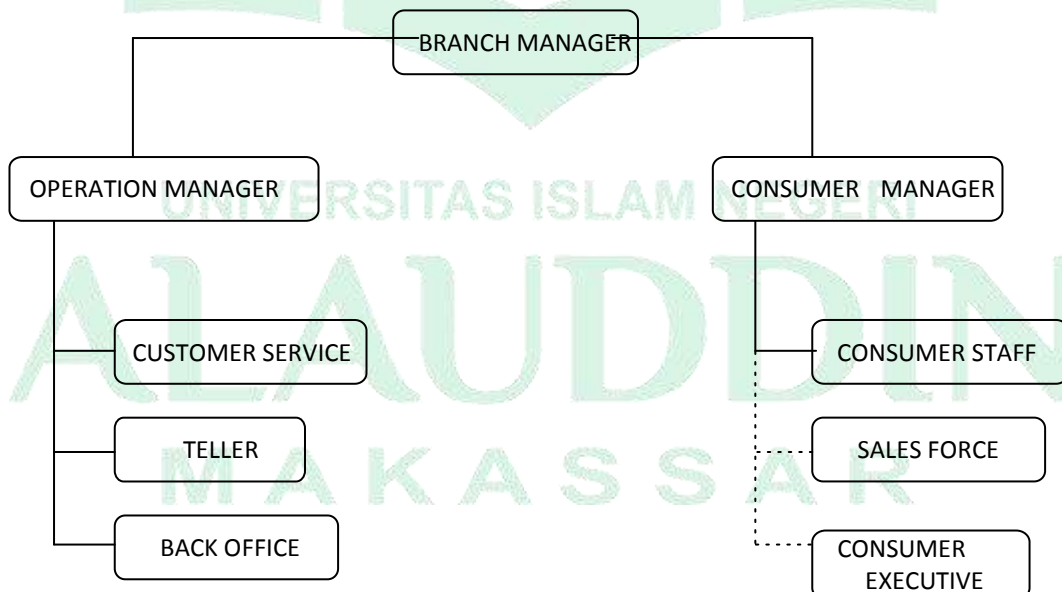 BRANCH MANAGER
OPERATION MANAGER
CONSUMER MANAGER
UNIVERSITAS ISLAM NEGERI
ALAUDDIN
CUSTOMER SERVICE
CONSUMER STAFF
TELLER
SALES FORCE
MAKASSAR
BACK OFFICE
CONSUMER
EXECUTIVE